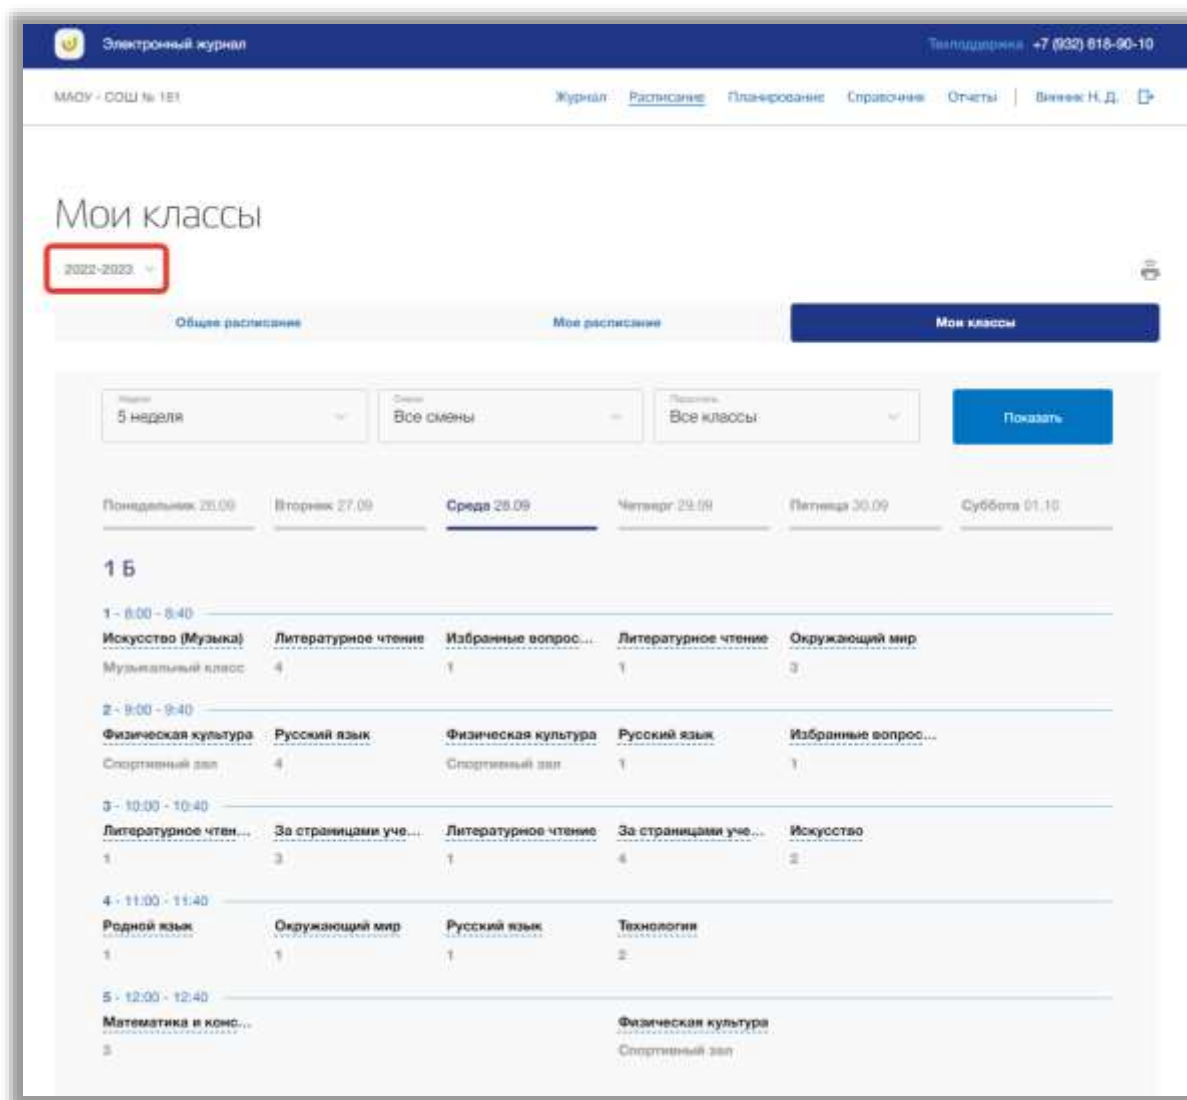 Электронный журнал
Техподдержка +7 (932) 618-90-10
МАОУ - СОШ № 181
Журнал Расписание Планирование Справочник Отчеты Винник Н. Д.
Мои классы
2022-2023
Общее расписание Мое расписание Мои классы
Неделя Смена Параллель
5 неделя Все смены Все классы Показать
Понедельник 26.09 Вторник 27.09 Среда 28.09 Четверг 29.09 Пятница 30.09 Суббота 01.10
1 Б
1 - 8:00 - 8:40
Искусство (Музыка) Литературное чтение Избранные вопрос... Литературное чтение Окружающий мир
Музыкальный класс 4 1 1 3
2 - 9:00 - 9:40
Физическая культура Русский язык Физическая культура Русский язык Избранные вопрос...
Спортивный зал 4 Спортивный зал 1 1
3 - 10:00 - 10:40
Литературное чтен... За страницами уче... Литературное чтение За страницами уче... Искусство
1 3 1 4 2
4 - 11:00 - 11:40
Родной язык Окружающий мир Русский язык Технология
1 1 1 2
5 - 12:00 - 12:40
Математика и конс... Физическая культура
3 Спортивный зал